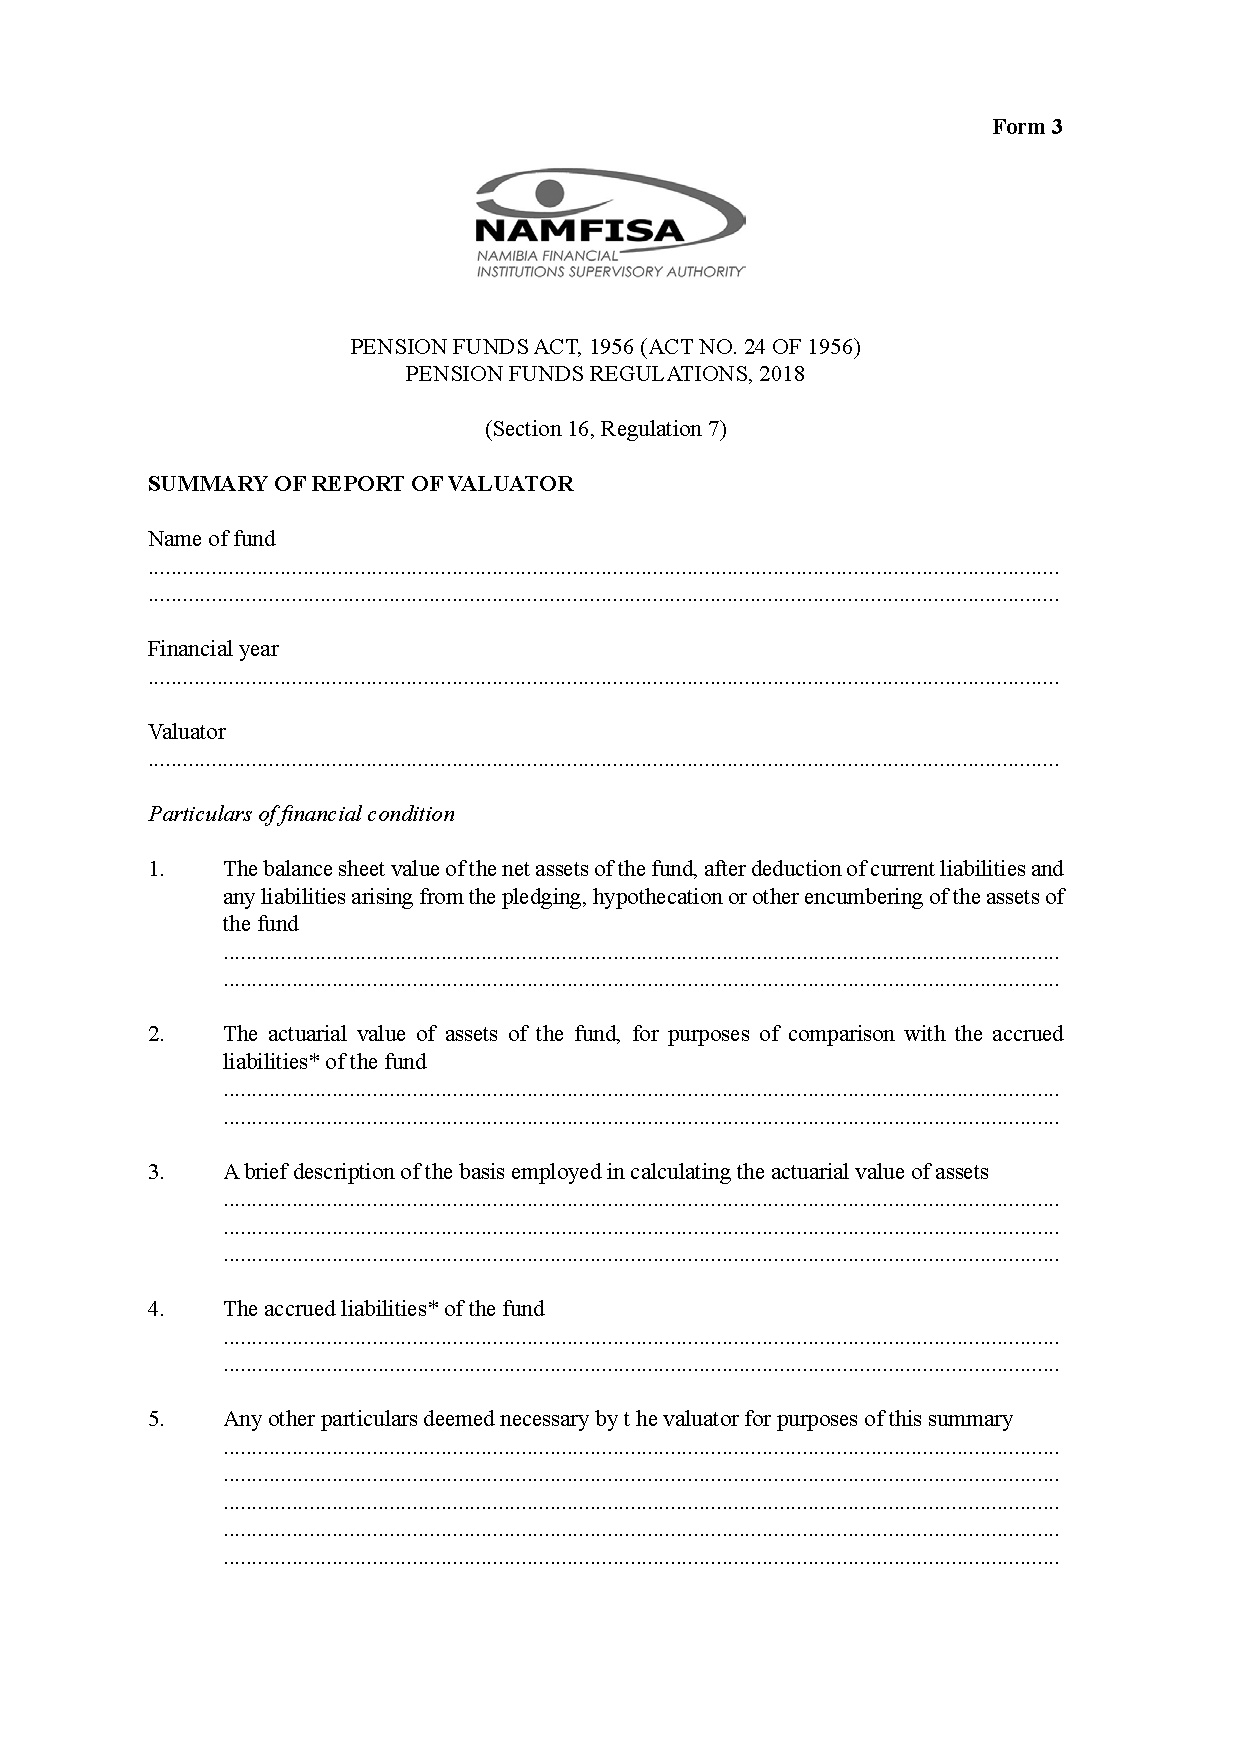 Form 3
NAMFISA
NAMIBIA FINANCIAL
INSTITUTIONS SUPERVISORY AUTHORITY
PENSION FUNDS ACT, 1956 (ACT NO. 24 OF 1956)
PENSION FUNDS REGULATIONS, 2018
(Section 16, Regulation 7)
SUMMARY OF REPORT OF VALUATOR
Name of fund
Financial year
Valuator
Particulars of financial condition
1. The balance sheet value of the net assets of the fund, after deduction of current liabilities and
any liabilities arising from the pledging, hypothecation or other encumbering of the assets of
the fund
2. The actuarial value of assets of the fund, for purposes of comparison with the accrued
liabilities* of the fund
3. A brief description of the basis employed in calculating the actuarial value of assets
4. The accrued liabilities* of the fund
5. Any other particulars deemed necessary by t he valuator for purposes of this summary